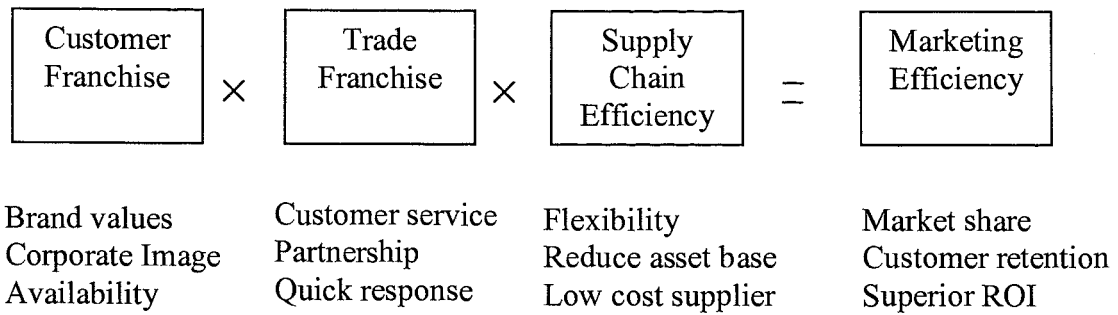 Customer
Franchise
×
Trade
Franchise
×
Supply
Chain
Efficiency
=
Marketing
Efficiency
Brand values
Corporate Image
Availability
Customer service
Partnership
Quick response
Flexibility
Reduce asset base
Low cost supplier
Market share
Customer retention
Superior ROI